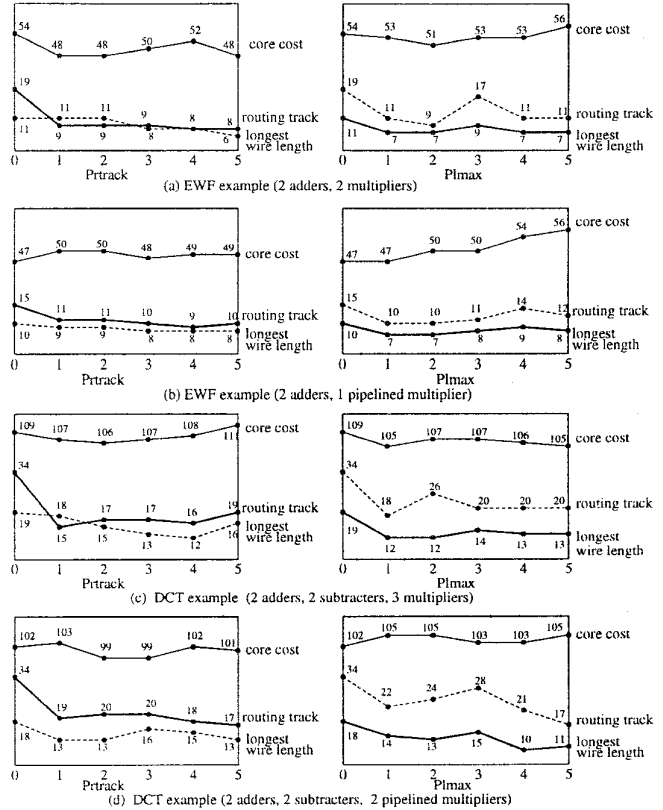 54 48 48 50 52 48 core cost
19 11 11 9 8 8 routing track
11 9 9 8 8 6 longest wire length
0 1 2 3 4 5
Prtrack
54 53 51 53 53 56 core cost
19 11 9 17 11 11 routing track
11 7 7 9 7 7 longest wire length
0 1 2 3 4 5
Plmax
(a) EWF example (2 adders, 2 multipliers)
47 50 50 48 49 49 core cost
15 11 11 10 9 10 routing track
10 9 9 8 8 8 longest wire length
0 1 2 3 4 5
Prtrack
47 47 50 50 54 56 core cost
15 10 10 11 14 12 routing track
10 7 7 8 9 8 longest wire length
0 1 2 3 4 5
Plmax
(b) EWF example (2 adders, 1 pipelined multiplier)
109 107 106 107 108 111 core cost
34 18 17 17 16 19 routing track
19 15 15 13 12 16 longest wire length
0 1 2 3 4 5
Prtrack
109 105 107 107 106 105 core cost
34 18 26 20 20 20 routing track
19 12 12 14 13 13 longest wire length
0 1 2 3 4 5
Plmax
(c) DCT example (2 adders, 2 subtracters, 3 multipliers)
102 103 99 99 102 101 core cost
34 19 20 20 18 17 routing track
18 13 13 16 15 13 longest wire length
0 1 2 3 4 5
Prtrack
102 105 105 103 103 105 core cost
34 22 24 28 21 17 routing track
18 14 13 15 10 11 longest wire length
0 1 2 3 4 5
Plmax
(d) DCT example (2 adders, 2 subtracters, 2 pipelined multipliers)